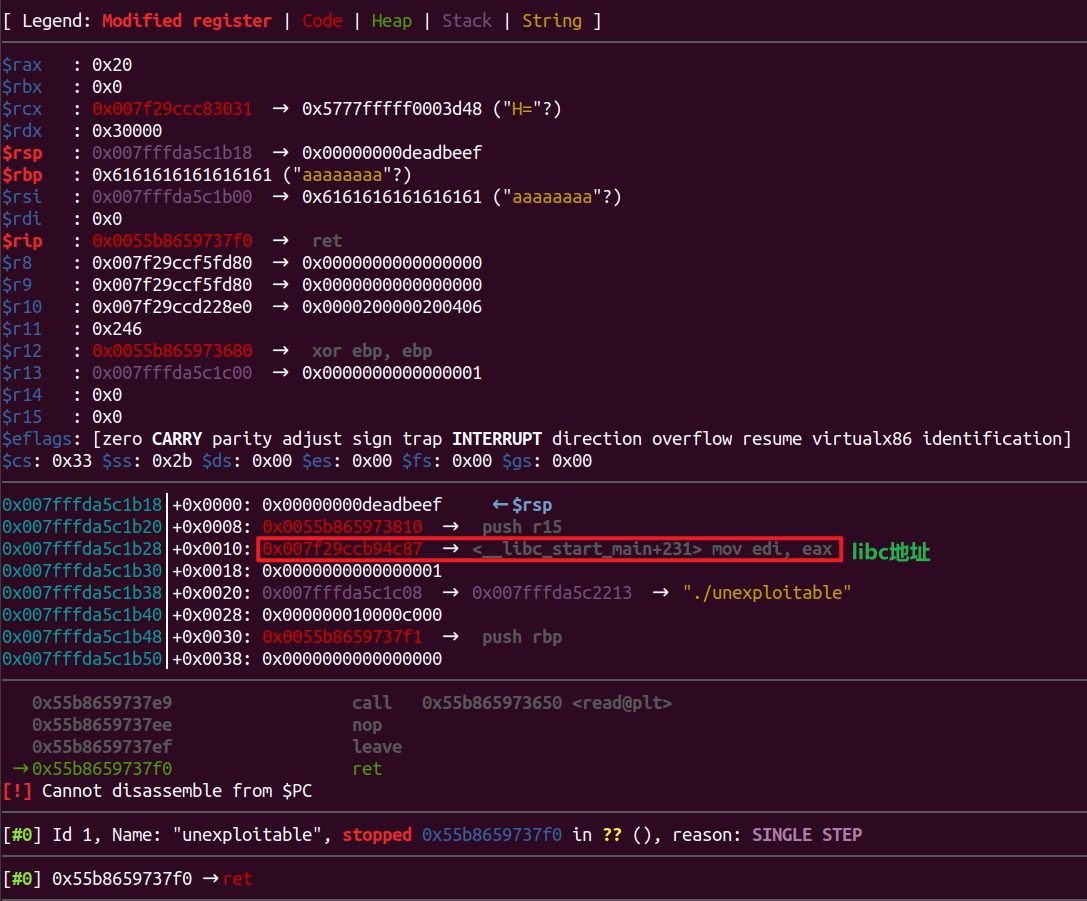 [ Legend: Modified register | Code | Heap | Stack | String ]
$rax   : 0x20
$rbx   : 0x0
$rcx   : 0x007f29ccc83031  →  0x5777fffff0003d48 ("H="?)
$rdx   : 0x30000
$rsp   : 0x007fffda5c1b18  →  0x00000000deadbeef
$rbp   : 0x6161616161616161 ("aaaaaaaa"?)
$rsi   : 0x007fffda5c1b00  →  0x6161616161616161 ("aaaaaaaa"?)
$rdi   : 0x0
$rip   : 0x0055b8659737f0  →   ret
$r8    : 0x007f29ccf5fd80  →  0x0000000000000000
$r9    : 0x007f29ccf5fd80  →  0x0000000000000000
$r10   : 0x007f29ccd228e0  →  0x0000200000200406
$r11   : 0x246
$r12   : 0x0055b865973680  →   xor ebp, ebp
$r13   : 0x007fffda5c1c00  →  0x0000000000000001
$r14   : 0x0
$r15   : 0x0
$eflags: [zero CARRY parity adjust sign trap INTERRUPT direction overflow resume virtualx86 identification]
$cs: 0x33 $ss: 0x2b $ds: 0x00 $es: 0x00 $fs: 0x00 $gs: 0x00
0x007fffda5c1b18|+0x0000: 0x00000000deadbeef     ←$rsp
0x007fffda5c1b20|+0x0008: 0x0055b865973810  →   push r15
0x007fffda5c1b28|+0x0010: 0x007f29ccb94c87  →  <__libc_start_main+231> mov edi, eax libc地址
0x007fffda5c1b30|+0x0018: 0x0000000000000001
0x007fffda5c1b38|+0x0020: 0x007fffda5c1c08  →  0x007fffda5c2213  →  "./unexploitable"
0x007fffda5c1b40|+0x0028: 0x000000010000c000
0x007fffda5c1b48|+0x0030: 0x0055b8659737f1  →   push rbp
0x007fffda5c1b50|+0x0038: 0x0000000000000000
0x55b8659737e9                  call   0x55b865973650 <read@plt>
0x55b8659737ee                  nop
0x55b8659737ef                  leave
→0x55b8659737f0                  ret
[!] Cannot disassemble from $PC
[#0] Id 1, Name: "unexploitable", stopped 0x55b8659737f0 in ?? (), reason: SINGLE STEP
[#0] 0x55b8659737f0 →ret